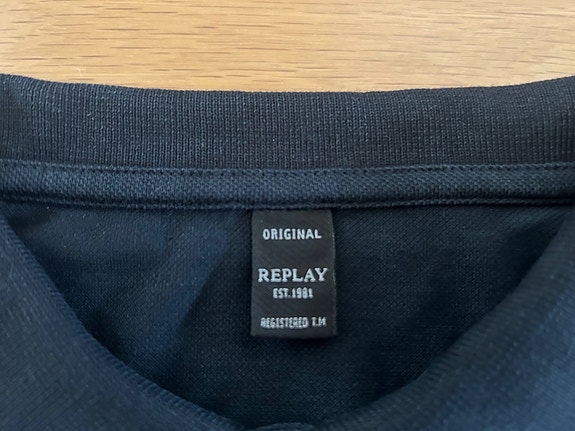 ORIGINAL
REPLAY
EST.1981
REGISTERED T.M